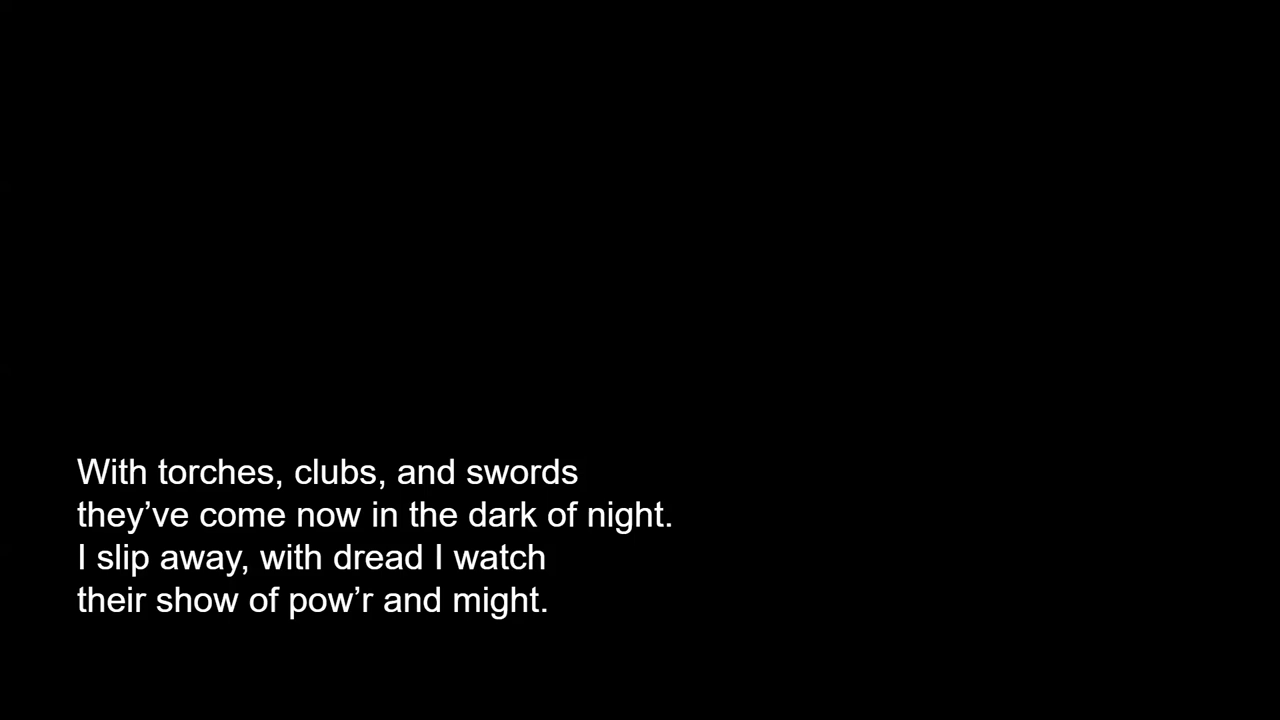 With torches, clubs, and swords
they’ve come now in the dark of night.
I slip away, with dread I watch
their show of pow’r and might.